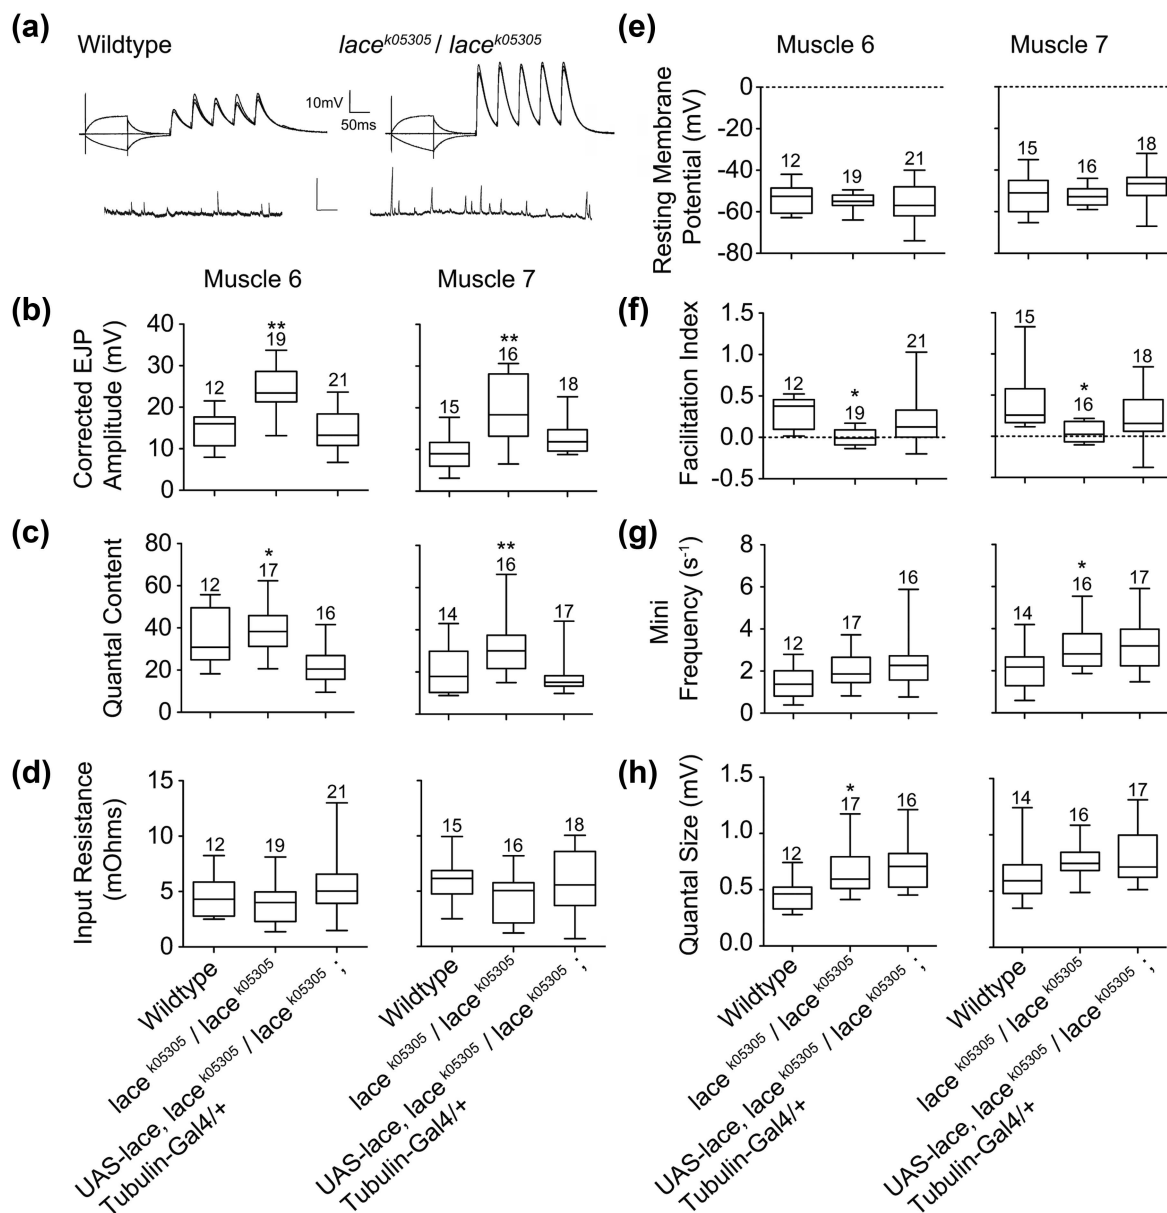 (a)
Wildtype
lace^k05305 / lace^k05305
10mV
50ms
Muscle 6
Muscle 7
(b)
Corrected EJP
Amplitude (mV)
40
30
20
10
0
12
**
19
21
15
**
16
18
(c)
Quantal Content
80
60
40
20
0
12
*
17
16
14
**
16
17
(d)
Input Resistance
(mOhms)
15
10
5
0
12
19
21
15
16
18
Wildtype
lace^k05305 / lace^k05305
UAS-lace, lace^k05305 / lace^k05305 ;
Tubulin-Gal4/+
Wildtype
lace^k05305 / lace^k05305
UAS-lace, lace^k05305 / lace^k05305 ;
Tubulin-Gal4/+
(e)
Muscle 6
Muscle 7
Resting Membrane
Potential (mV)
0
-20
-40
-60
-80
12
19
21
15
16
18
(f)
Facilitation Index
1.5
1.0
0.5
0.0
-0.5
12
*
19
21
15
*
16
18
(g)
Mini
Frequency (s^-1)
8
6
4
2
0
12
17
16
14
*
16
17
(h)
Quantal Size (mV)
1.5
1.0
0.5
0.0
12
*
17
16
14
16
17
Wildtype
lace^k05305 / lace^k05305
UAS-lace, lace^k05305 / lace^k05305 ;
Tubulin-Gal4/+
Wildtype
lace^k05305 / lace^k05305
UAS-lace, lace^k05305 / lace^k05305 ;
Tubulin-Gal4/+